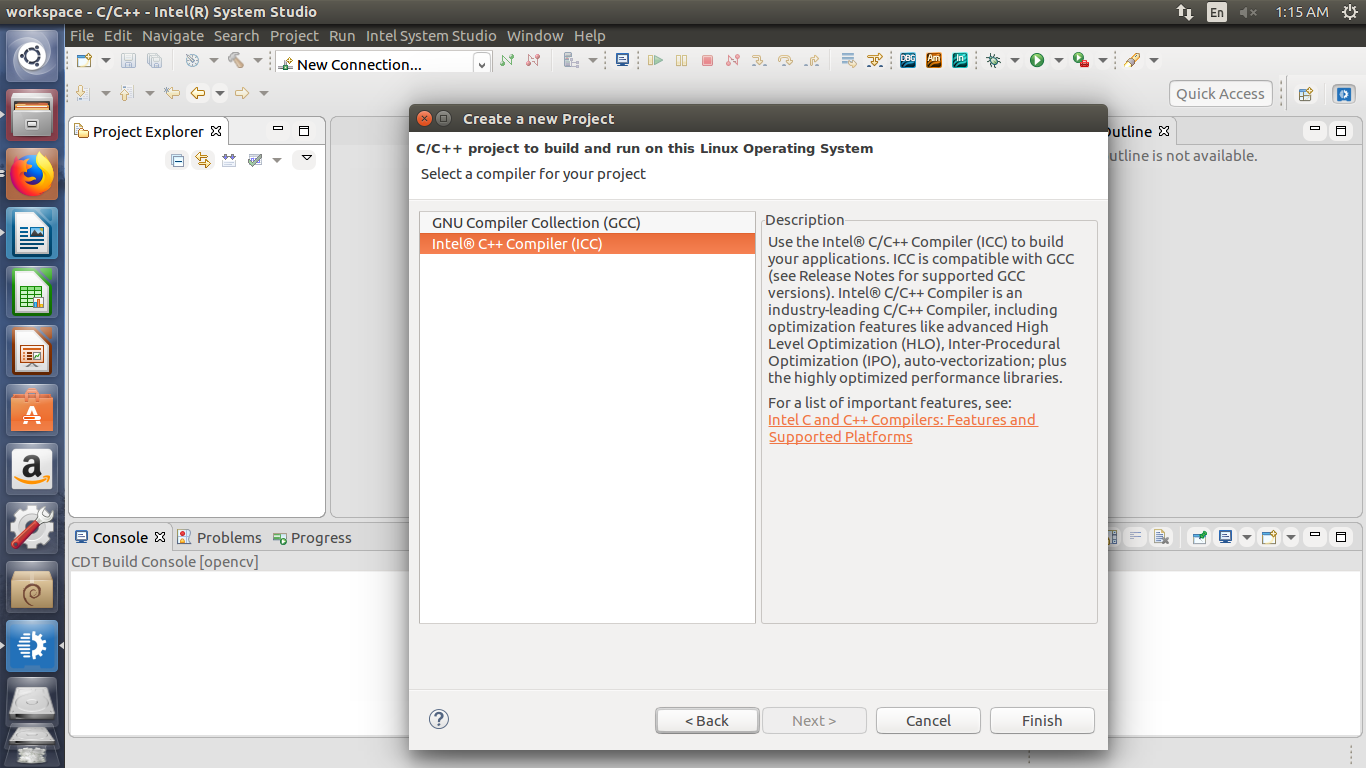 workspace - C/C++ - Intel(R) System Studio
En
1:15 AM
File Edit Navigate Search Project Run Intel System Studio Window Help
New Connection...
DBG
Am
In
Quick Access
Project Explorer
Create a new Project
C/C++ project to build and run on this Linux Operating System
Select a compiler for your project
GNU Compiler Collection (GCC)
Intel® C++ Compiler (ICC)
Description
Use the Intel® C/C++ Compiler (ICC) to build
your applications. ICC is compatible with GCC
(see Release Notes for supported GCC
versions). Intel® C/C++ Compiler is an
industry-leading C/C++ Compiler, including
optimization features like advanced High
Level Optimization (HLO), Inter-Procedural
Optimization (IPO), auto-vectorization; plus
the highly optimized performance libraries.
For a list of important features, see:
Intel C and C++ Compilers: Features and
Supported Platforms
utline
utline is not available.
Console Problems Progress
CDT Build Console [opencv]
< Back Next > Cancel Finish